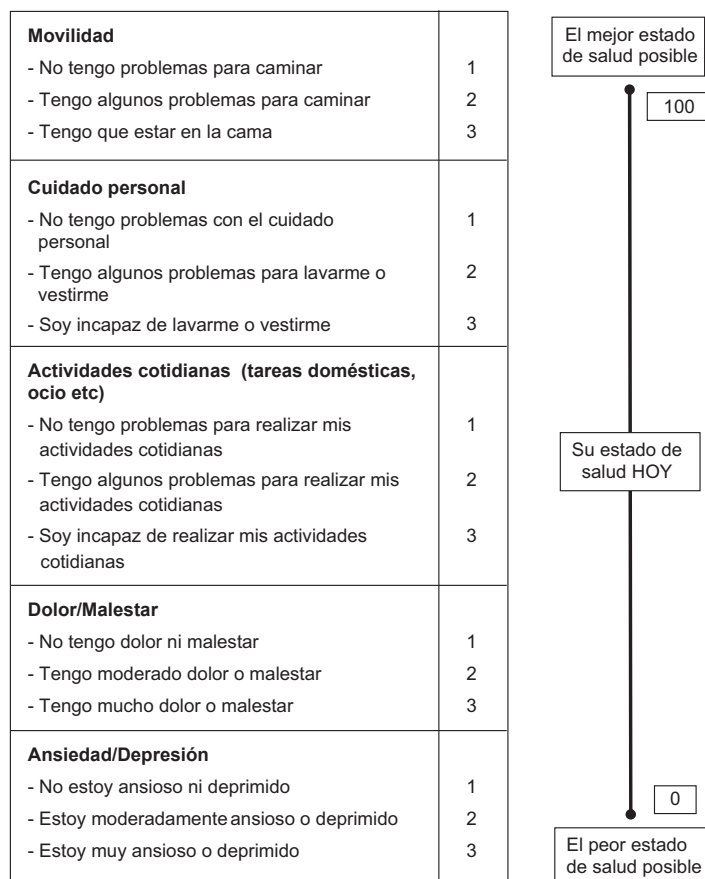 Movilidad
- No tengo problemas para caminar 1
- Tengo algunos problemas para caminar 2
- Tengo que estar en la cama 3
Cuidado personal
- No tengo problemas con el cuidado 1
personal
- Tengo algunos problemas para lavarme o 2
vestirme
- Soy incapaz de lavarme o vestirme 3
Actividades cotidianas (tareas domésticas,
ocio etc)
- No tengo problemas para realizar mis 1
actividades cotidianas
- Tengo algunos problemas para realizar mis 2
actividades cotidianas
- Soy incapaz de realizar mis actividades 3
cotidianas
Dolor/Malestar
- No tengo dolor ni malestar 1
- Tengo moderado dolor o malestar 2
- Tengo mucho dolor o malestar 3
Ansiedad/Depresión
- No estoy ansioso ni deprimido 1
- Estoy moderadamente ansioso o deprimido 2
- Estoy muy ansioso o deprimido 3
El mejor estado
de salud posible
100
Su estado de
salud HOY
0
El peor estado
de salud posible